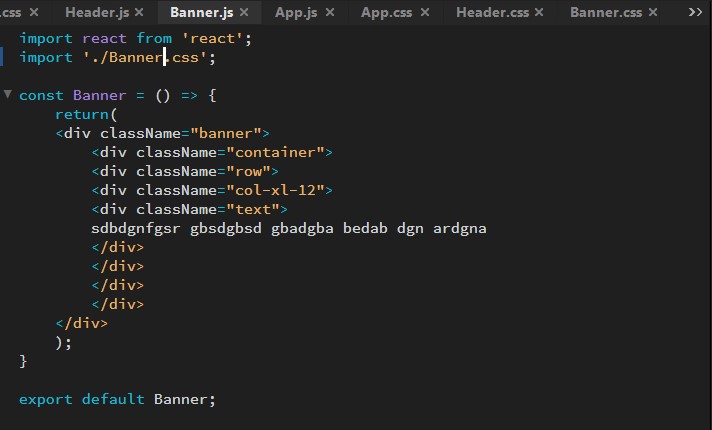 .css × Header.js × Banner.js × App.js × App.css × Header.css × Banner.css × >>
import react from 'react';
import './Banner.css';
const Banner = () => {
return(
<div className="banner">
<div className="container">
<div className="row">
<div className="col-xl-12">
<div className="text">
sdbdgnfgsr gbsdgbsd gbadgba bedab dgn ardgna
</div>
</div>
</div>
</div>
</div>
);
}
export default Banner;